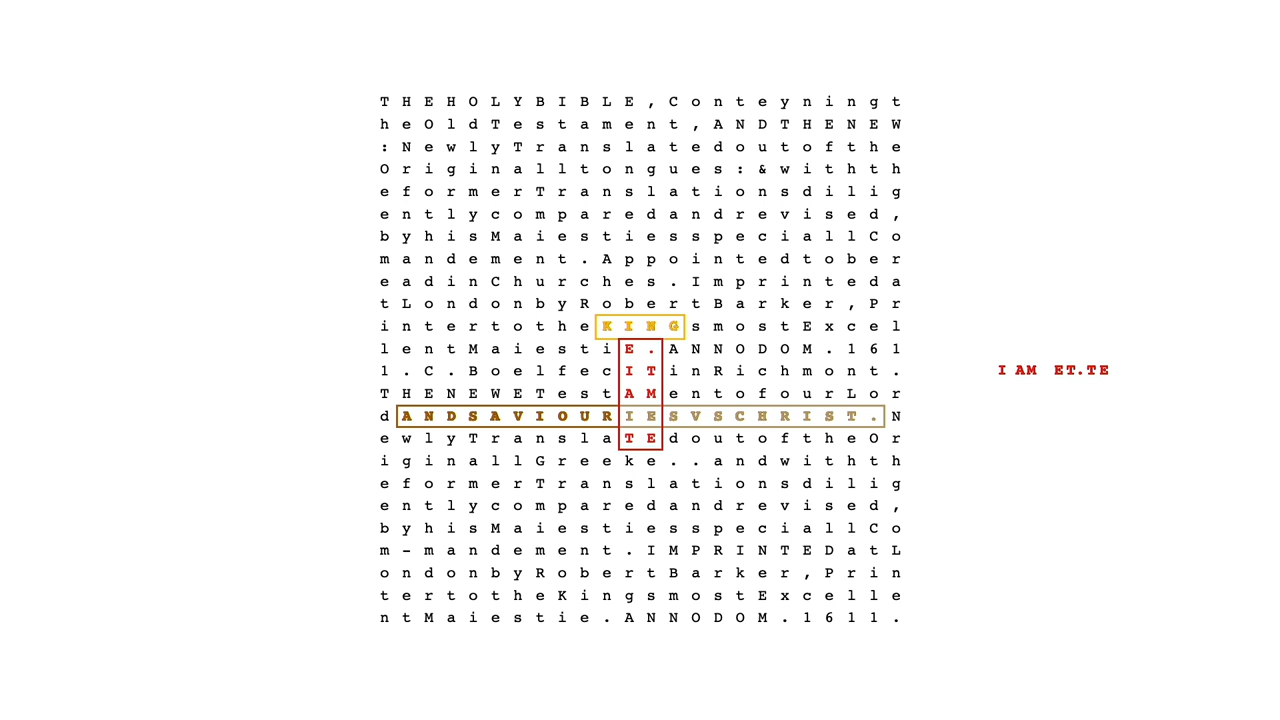 THEHOLYBIBLE,Conteyningt
heOldTestament,ANDTHENEW
:NewlyTranslatedoutofthe
Originalltongues:&withth
eformerTranslationsdilig
entlycomparedandrevised,
byhisMaiestiesspeciallCo
mandement.Appointedtober
eadinChurches.Imprinteda
tLondonbyRobertBarker,Pr
intertotheKINGsmostExcel
lentMaiestiE.ANNODOM.161
1.C.BoelfecITinRichmont.
THENEWETestAMentofourLor
dANDSAVIOURIESVSCHRIST.N
ewlyTranslaTEdoutoftheOr
iginallGreeke..andwithth
eformerTranslationsdilig
entlycomparedandrevised,
byhisMaiestiesspeciallCo
m-mandement.IMPRINTEDatL
ondonbyRobertBarker,Prin
tertotheKingsmostExcelle
ntMaiestie.ANNODOM.1611.
I AM ET.TE